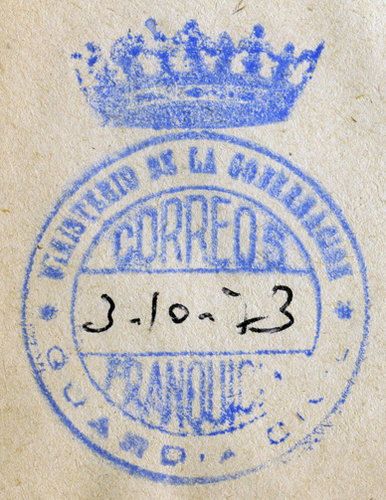 MINISTERIO DE LA GOBERNACION
CORREOS
3-10-73
FRANQUICIA
GUARDIA CIVIL